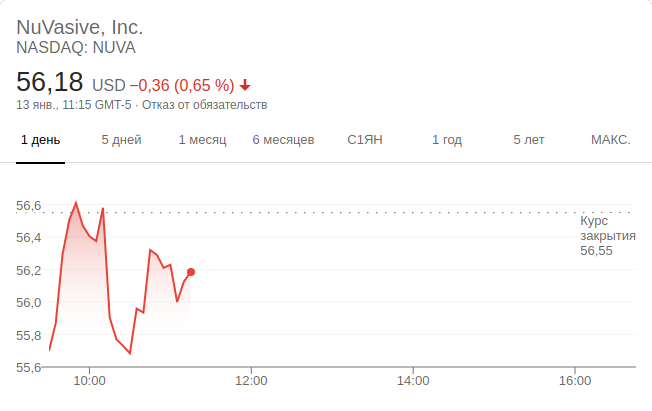 NuVasive, Inc.
NASDAQ: NUVA
56,18 USD −0,36 (0,65 %)
13 янв., 11:15 GMT-5 · Отказ от обязательств
1 день 5 дней 1 месяц 6 месяцев С1ЯН 1 год 5 лет МАКС.
56,6
56,4
56,2
56,0
55,8
55,6
Курс
закрытия
56,55
10:00 12:00 14:00 16:00